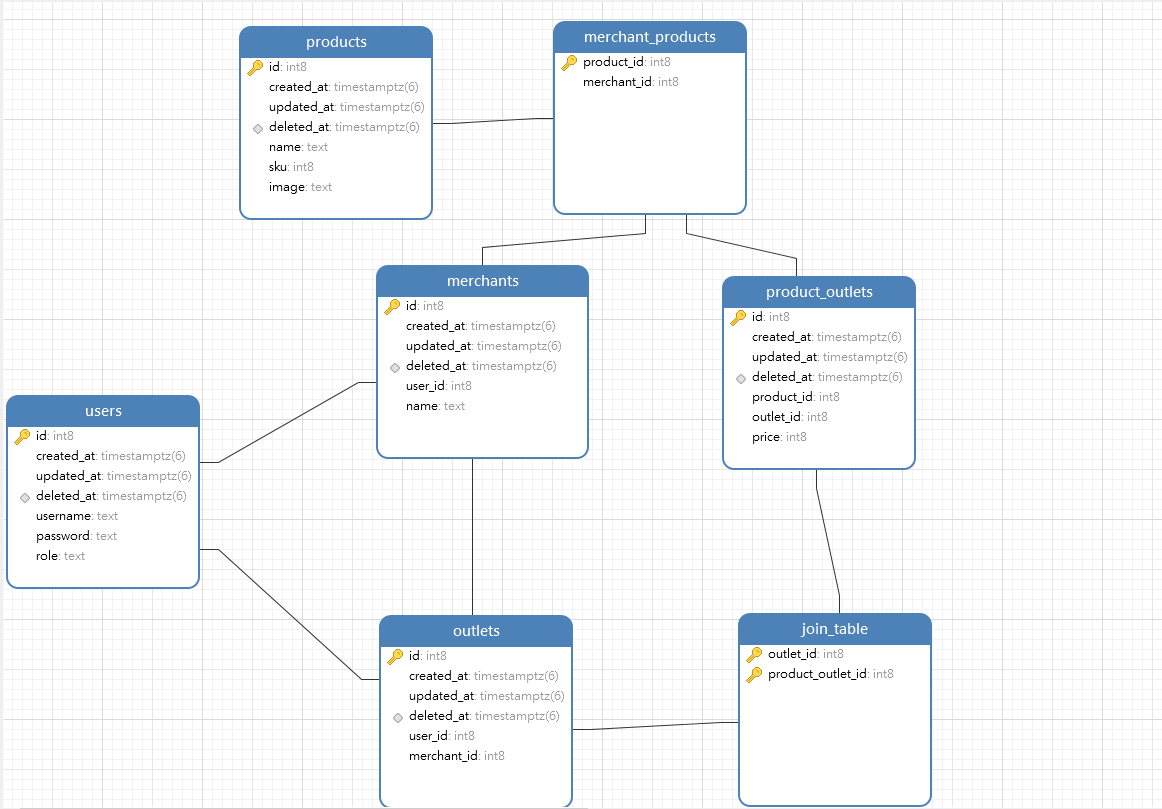 products
id: int8
created_at: timestamptz(6)
updated_at: timestamptz(6)
deleted_at: timestamptz(6)
name: text
sku: int8
image: text
merchant_products
product_id: int8
merchant_id: int8
merchants
id: int8
created_at: timestamptz(6)
updated_at: timestamptz(6)
deleted_at: timestamptz(6)
user_id: int8
name: text
product_outlets
id: int8
created_at: timestamptz(6)
updated_at: timestamptz(6)
deleted_at: timestamptz(6)
product_id: int8
outlet_id: int8
price: int8
users
id: int8
created_at: timestamptz(6)
updated_at: timestamptz(6)
deleted_at: timestamptz(6)
username: text
password: text
role: text
outlets
id: int8
created_at: timestamptz(6)
updated_at: timestamptz(6)
deleted_at: timestamptz(6)
user_id: int8
merchant_id: int8
join_table
outlet_id: int8
product_outlet_id: int8